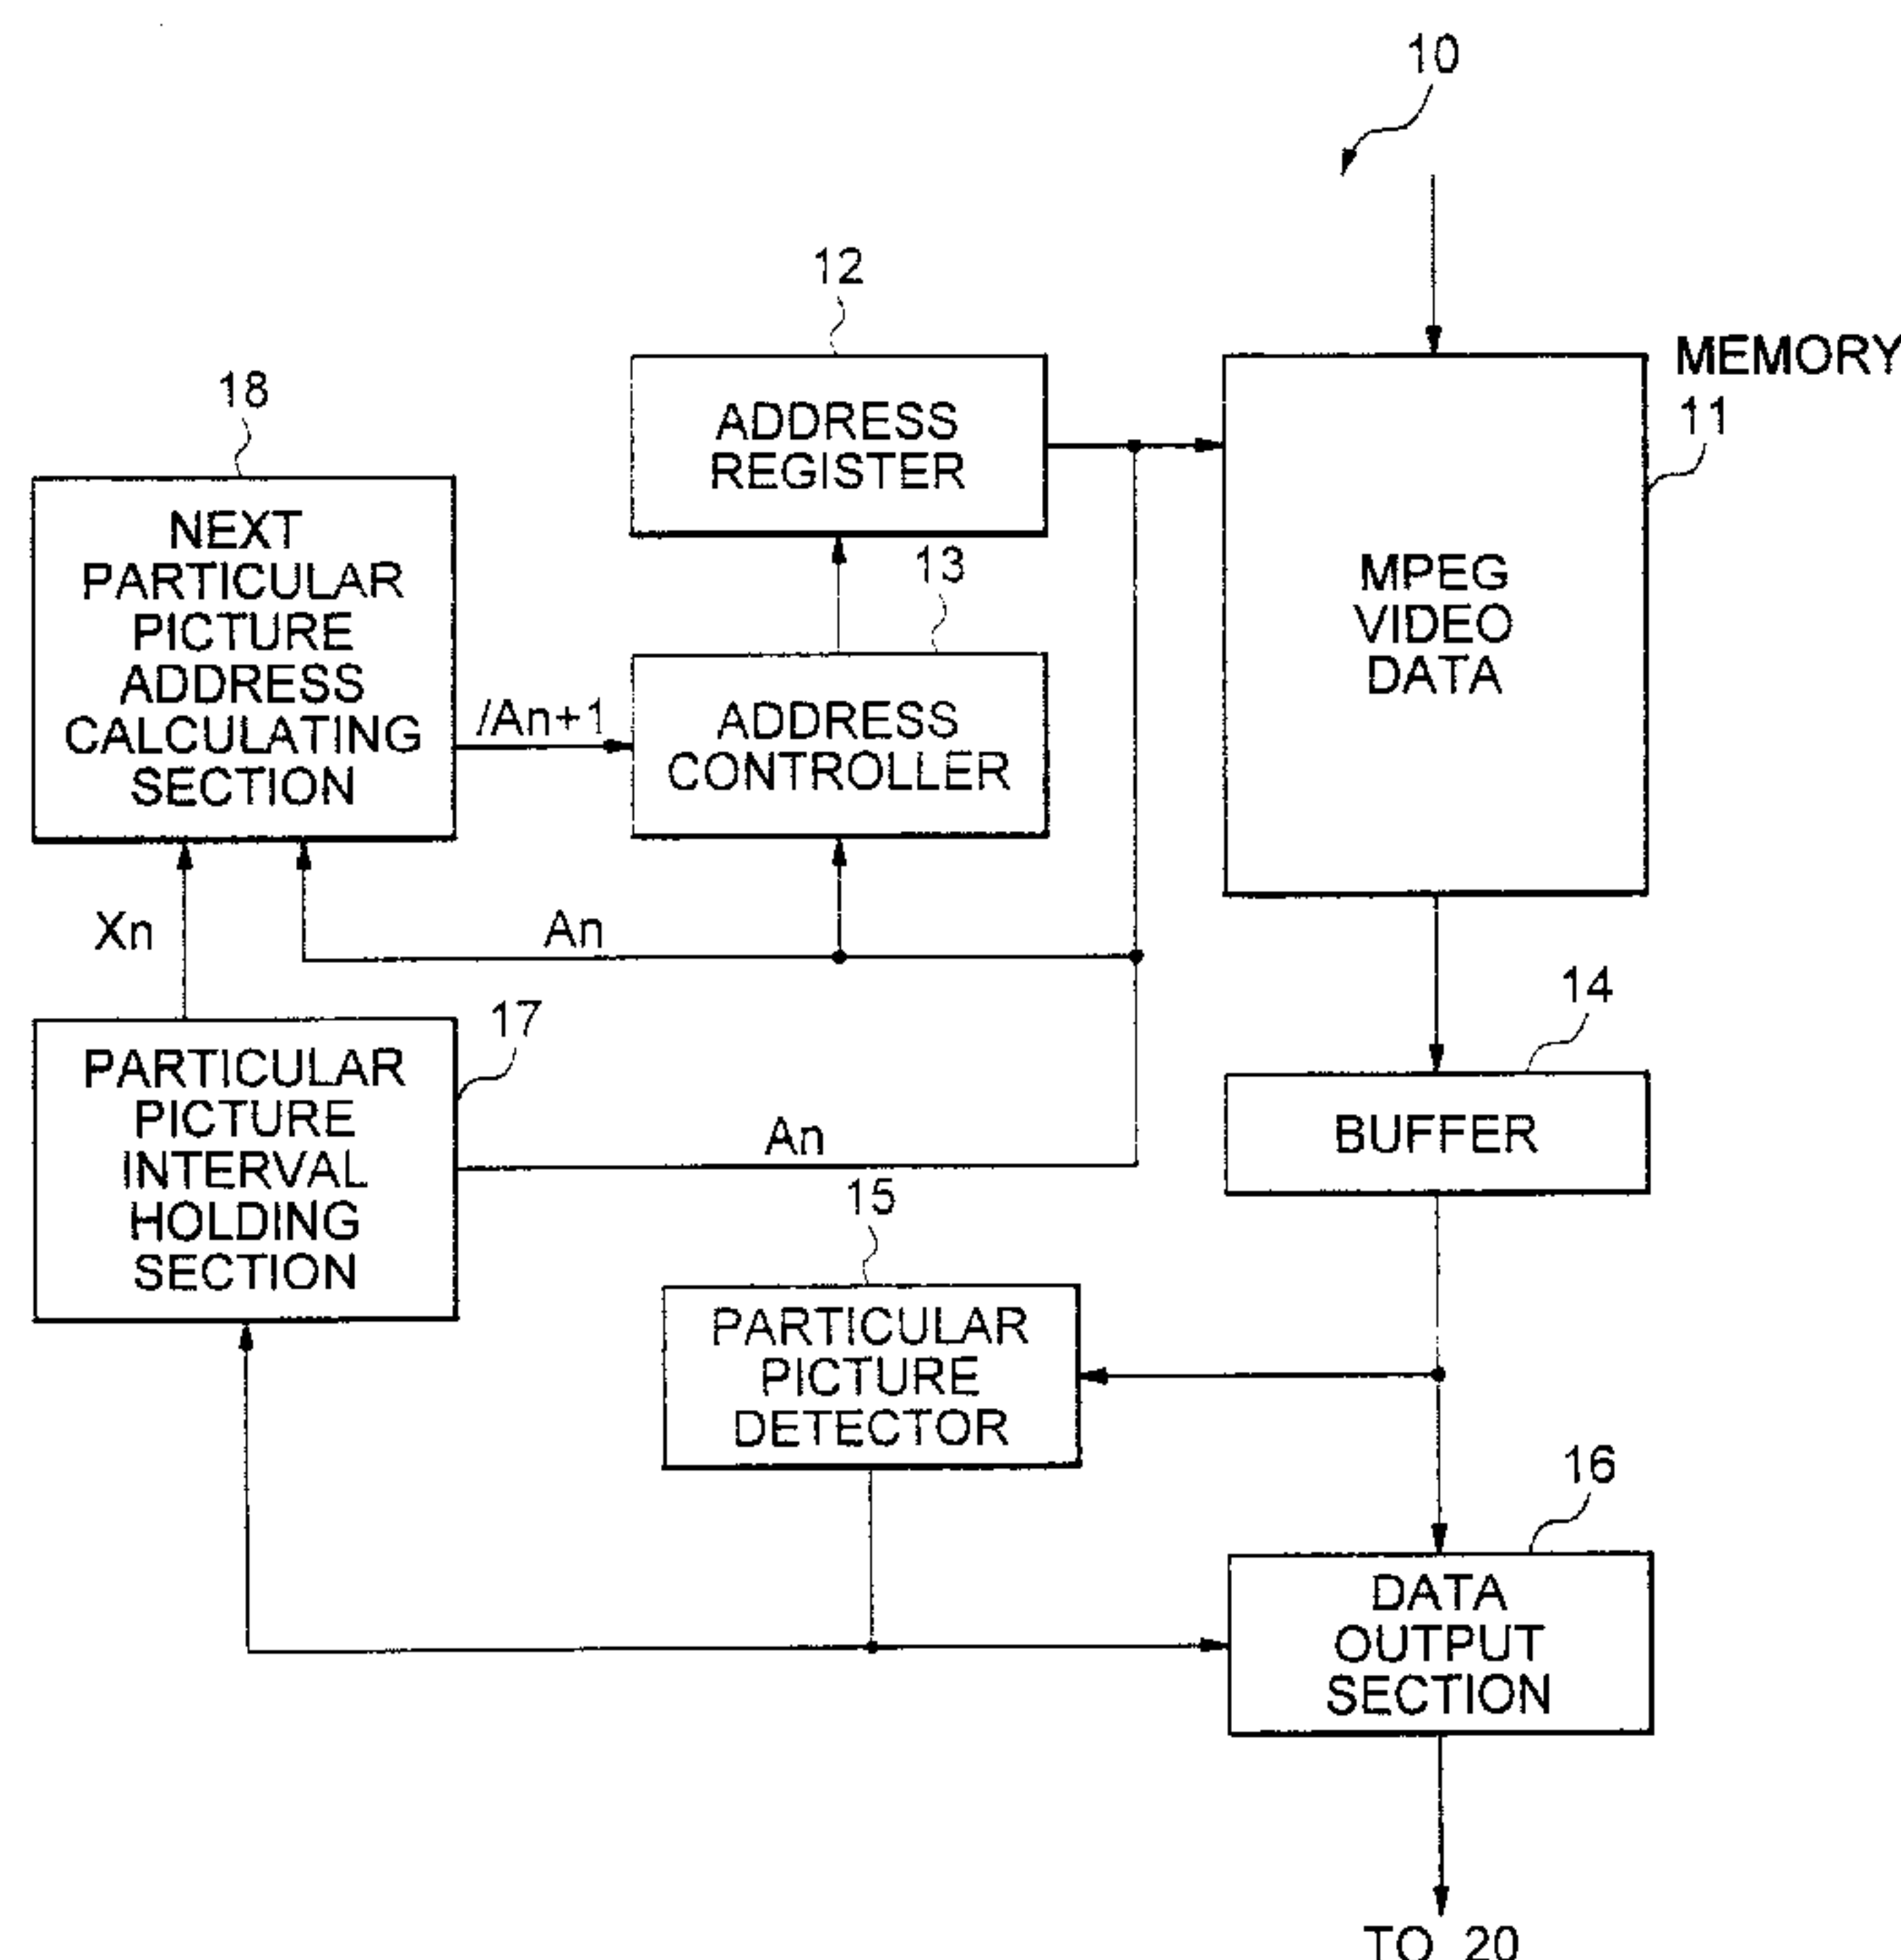 10
12
MEMORY
11
18
ADDRESS
REGISTER
NEXT
PARTICULAR
PICTURE
ADDRESS
CALCULATING
SECTION
13
MPEG
VIDEO
DATA
/An+1
ADDRESS
CONTROLLER
Xn
An
14
17
PARTICULAR
PICTURE
INTERVAL
HOLDING
SECTION
BUFFER
An
15
PARTICULAR
PICTURE
DETECTOR
16
DATA
OUTPUT
SECTION
TO 20